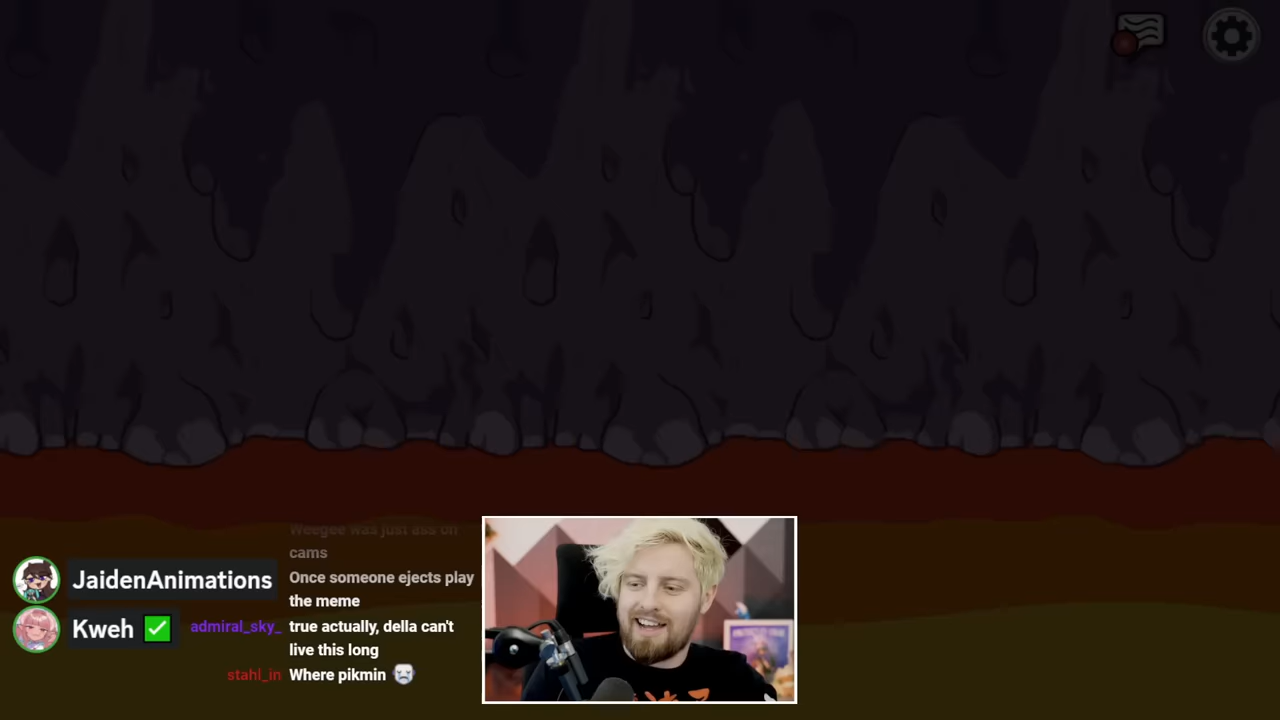 Weegee was just ass on
cams
Once someone ejects play
the meme
JaidenAnimations
Kweh
admiral_sky_ true actually, della can't
live this long
stahl_in Where pikmin